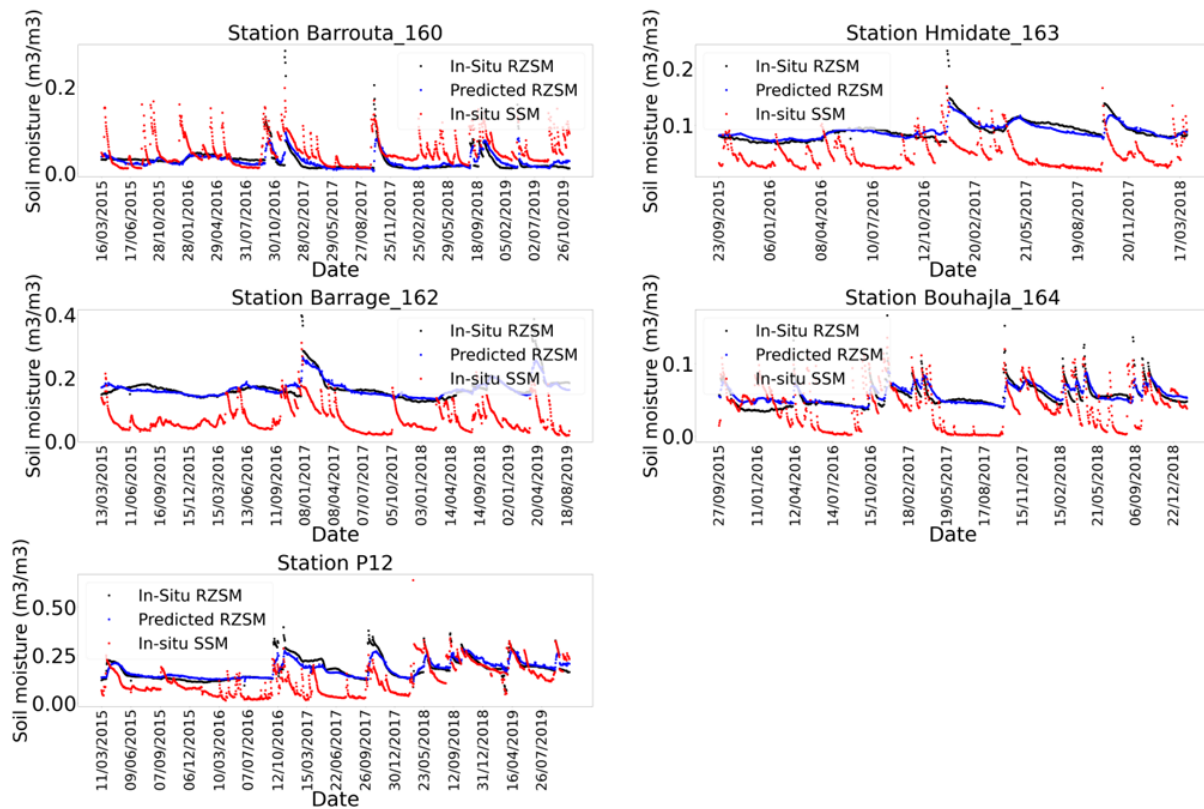 Station Barrouta_160
Soil moisture (m3/m3)
0.2
0.0
In-Situ RZSM
Predicted RZSM
In-situ SSM
16/03/2015
17/06/2015
28/10/2015
28/01/2016
29/04/2016
31/07/2016
30/10/2016
28/02/2017
29/05/2017
27/08/2017
25/11/2017
28/02/2018
29/05/2018
18/09/2018
05/02/2019
02/07/2019
26/10/2019
Date
Station Hmidate_163
Soil moisture (m3/m3)
0.2
0.1
In-Situ RZSM
Predicted RZSM
In-situ SSM
23/09/2015
06/01/2016
08/04/2016
10/07/2016
12/10/2016
20/02/2017
21/05/2017
19/08/2017
20/11/2017
17/03/2018
Date
Station Barrage_162
Soil moisture (m3/m3)
0.4
0.2
0.0
In-Situ RZSM
Predicted RZSM
In-situ SSM
13/03/2015
11/06/2015
16/09/2015
15/12/2015
15/03/2016
13/06/2016
11/09/2016
08/01/2017
08/04/2017
07/07/2017
05/10/2017
03/01/2018
14/04/2018
14/09/2018
02/01/2019
20/04/2019
18/08/2019
Date
Station Bouhajla_164
Soil moisture (m3/m3)
0.1
0.0
In-Situ RZSM
Predicted RZSM
In-situ SSM
27/09/2015
11/01/2016
12/04/2016
14/07/2016
15/10/2016
18/02/2017
19/05/2017
17/08/2017
15/11/2017
15/02/2018
21/05/2018
06/09/2018
22/12/2018
Date
Station P12
Soil moisture (m3/m3)
0.50
0.25
0.00
In-Situ RZSM
Predicted RZSM
In-situ SSM
11/03/2015
09/06/2015
07/09/2015
06/12/2015
10/03/2016
07/07/2016
12/10/2016
15/03/2017
22/06/2017
26/09/2017
30/12/2017
23/05/2018
12/09/2018
31/12/2018
16/04/2019
26/07/2019
Date